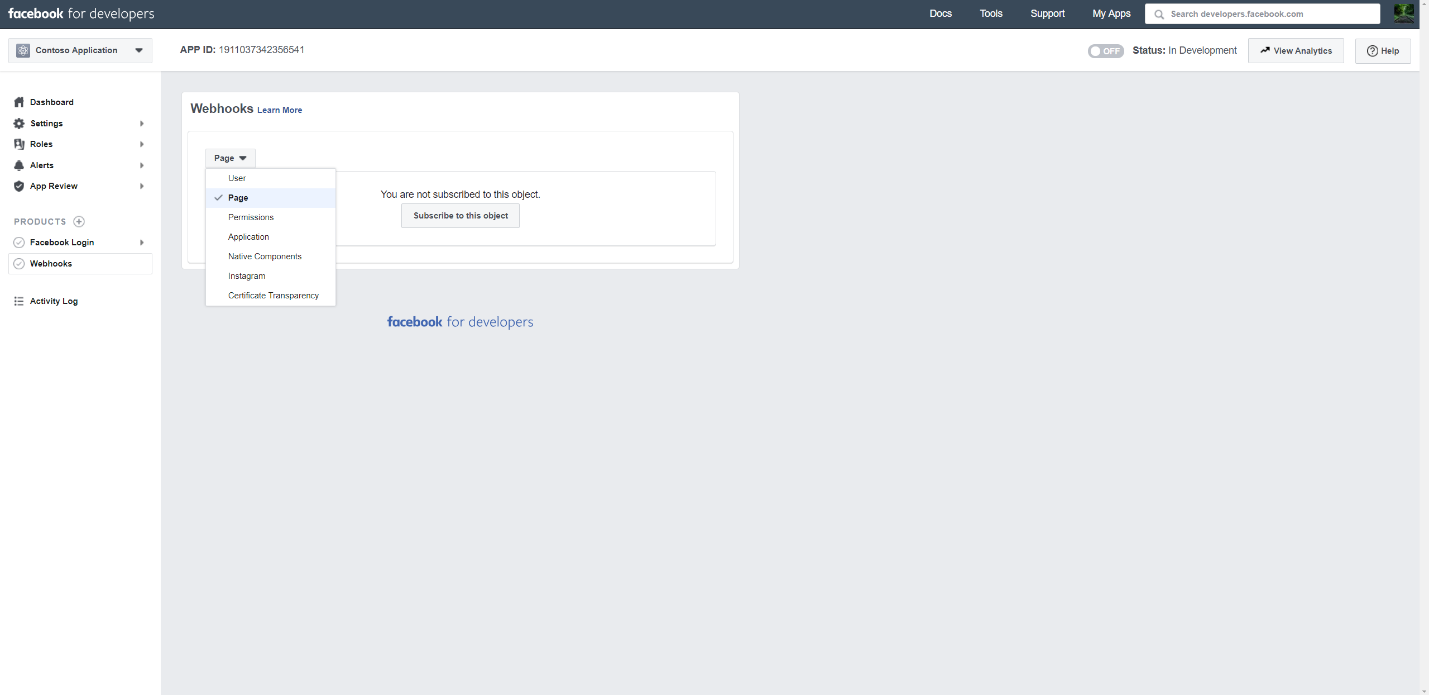 facebook for developers
Docs Tools Support My Apps Search developers.facebook.com
Contoso Application
APP ID: 1911037342356541
OFF Status: In Development View Analytics Help
Dashboard
Settings
Roles
Alerts
App Review
PRODUCTS
Facebook Login
Webhooks
Activity Log
Webhooks Learn More
Page
User
Page
Permissions
Application
Native Components
Instagram
Certificate Transparency
You are not subscribed to this object.
Subscribe to this object
facebook for developers